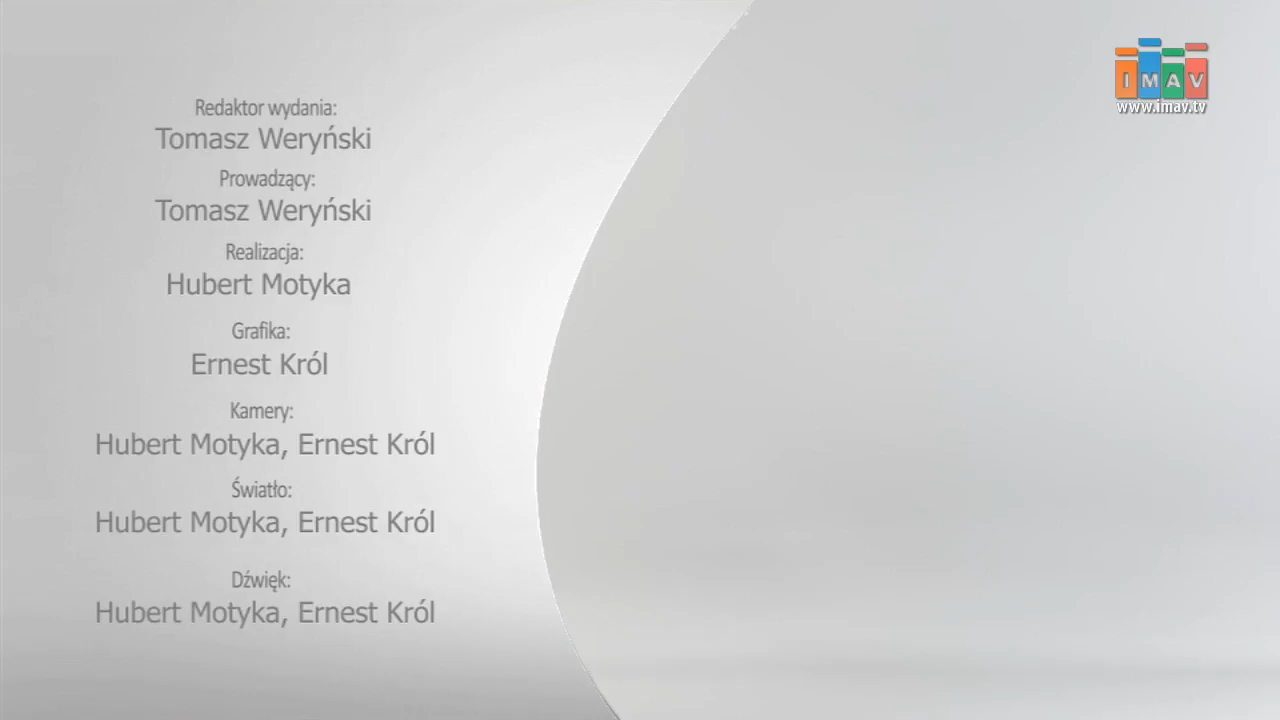 Redaktor wydania:
Tomasz Weryński
Prowadzący:
Tomasz Weryński
Realizacja:
Hubert Motyka
Grafika:
Ernest Król
Kamery:
Hubert Motyka, Ernest Król
Światło:
Hubert Motyka, Ernest Król
Dźwięk:
Hubert Motyka, Ernest Król
IMAV
www.imav.tv